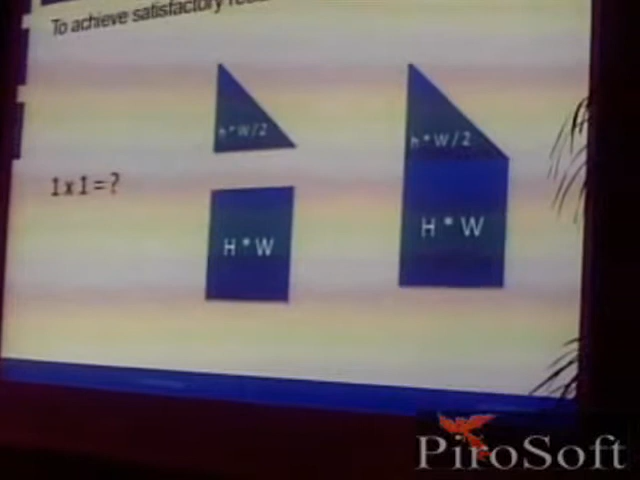 To achieve satisfactory
h * W / 2
h * W / 2
1 x 1 = ?
H * W
H * W
PiroSoft